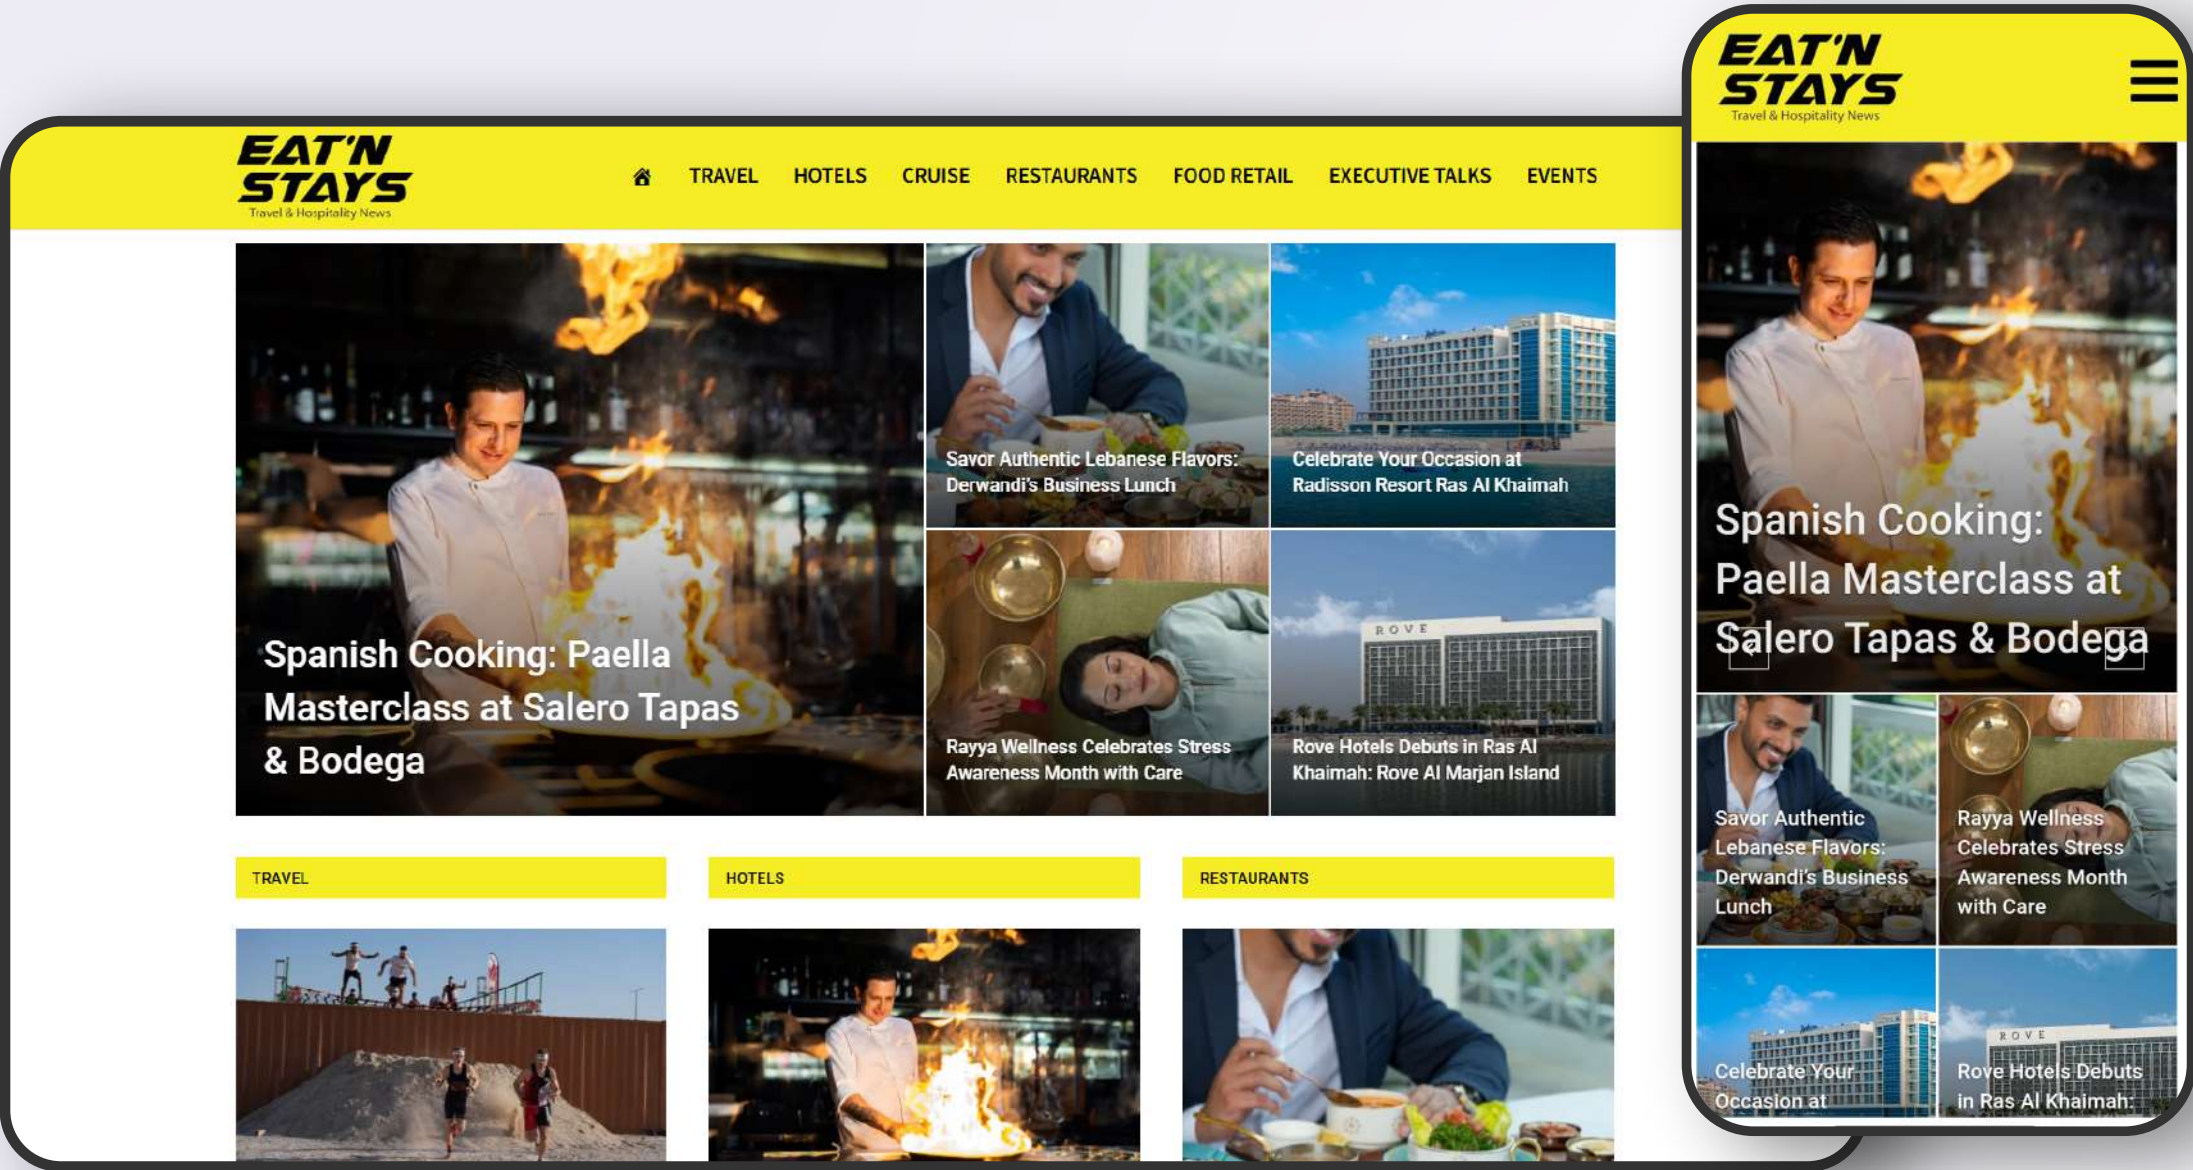 EAT'N
STAYS
Travel & Hospitality News
TRAVEL HOTELS CRUISE RESTAURANTS FOOD RETAIL EXECUTIVE TALKS EVENTS
Spanish Cooking: Paella
Masterclass at Salero Tapas
& Bodega
Savor Authentic Lebanese Flavors:
Derwandi's Business Lunch
Celebrate Your Occasion at
Radisson Resort Ras Al Khaimah
Rayya Wellness Celebrates Stress
Awareness Month with Care
ROVE
Rove Hotels Debuts in Ras Al
Khaimah: Rove Al Marjan Island
TRAVEL
HOTELS
RESTAURANTS
EAT'N
STAYS
Travel & Hospitality News
Spanish Cooking:
Paella Masterclass at
Salero Tapas & Bodega
Savor Authentic
Lebanese Flavors:
Derwandi's Business
Lunch
Rayya Wellness
Celebrates Stress
Awareness Month
with Care
Celebrate Your
Occasion at
ROVE
Rove Hotels Debuts
in Ras Al Khaimah: